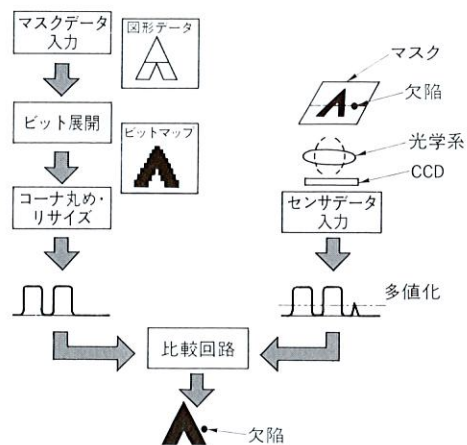 マスクデータ
入力
図形データ
ビット展開
ビットマップ
コーナ丸め・
リサイズ
マスク
欠陥
光学系
CCD
センサデータ
入力
多値化
比較回路
欠陥